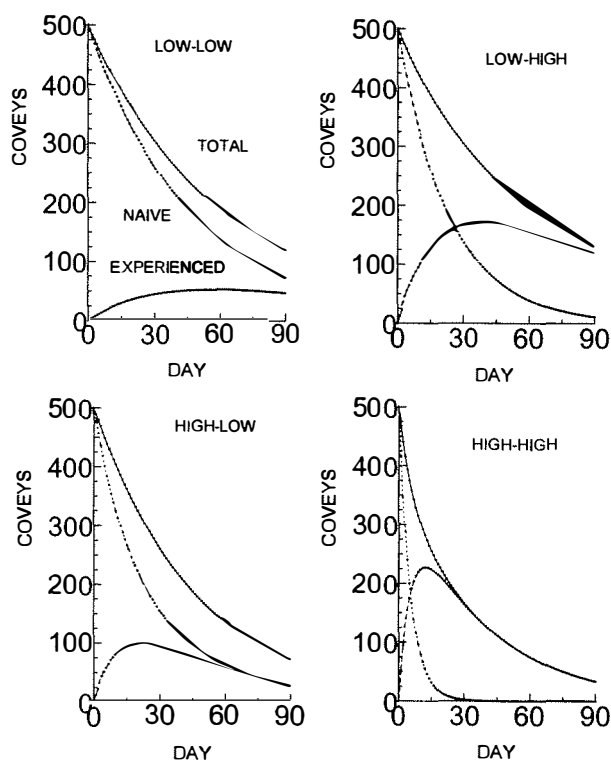 500
400
300
200
100
0
COVEYS
LOW-LOW
TOTAL
NAIVE
EXPERIENCED
0 30 60 90
DAY
500
400
300
200
100
0
COVEYS
LOW-HIGH
0 30 60 90
DAY
500
400
300
200
100
0
COVEYS
HIGH-LOW
0 30 60 90
DAY
500
400
300
200
100
0
COVEYS
HIGH-HIGH
0 30 60 90
DAY